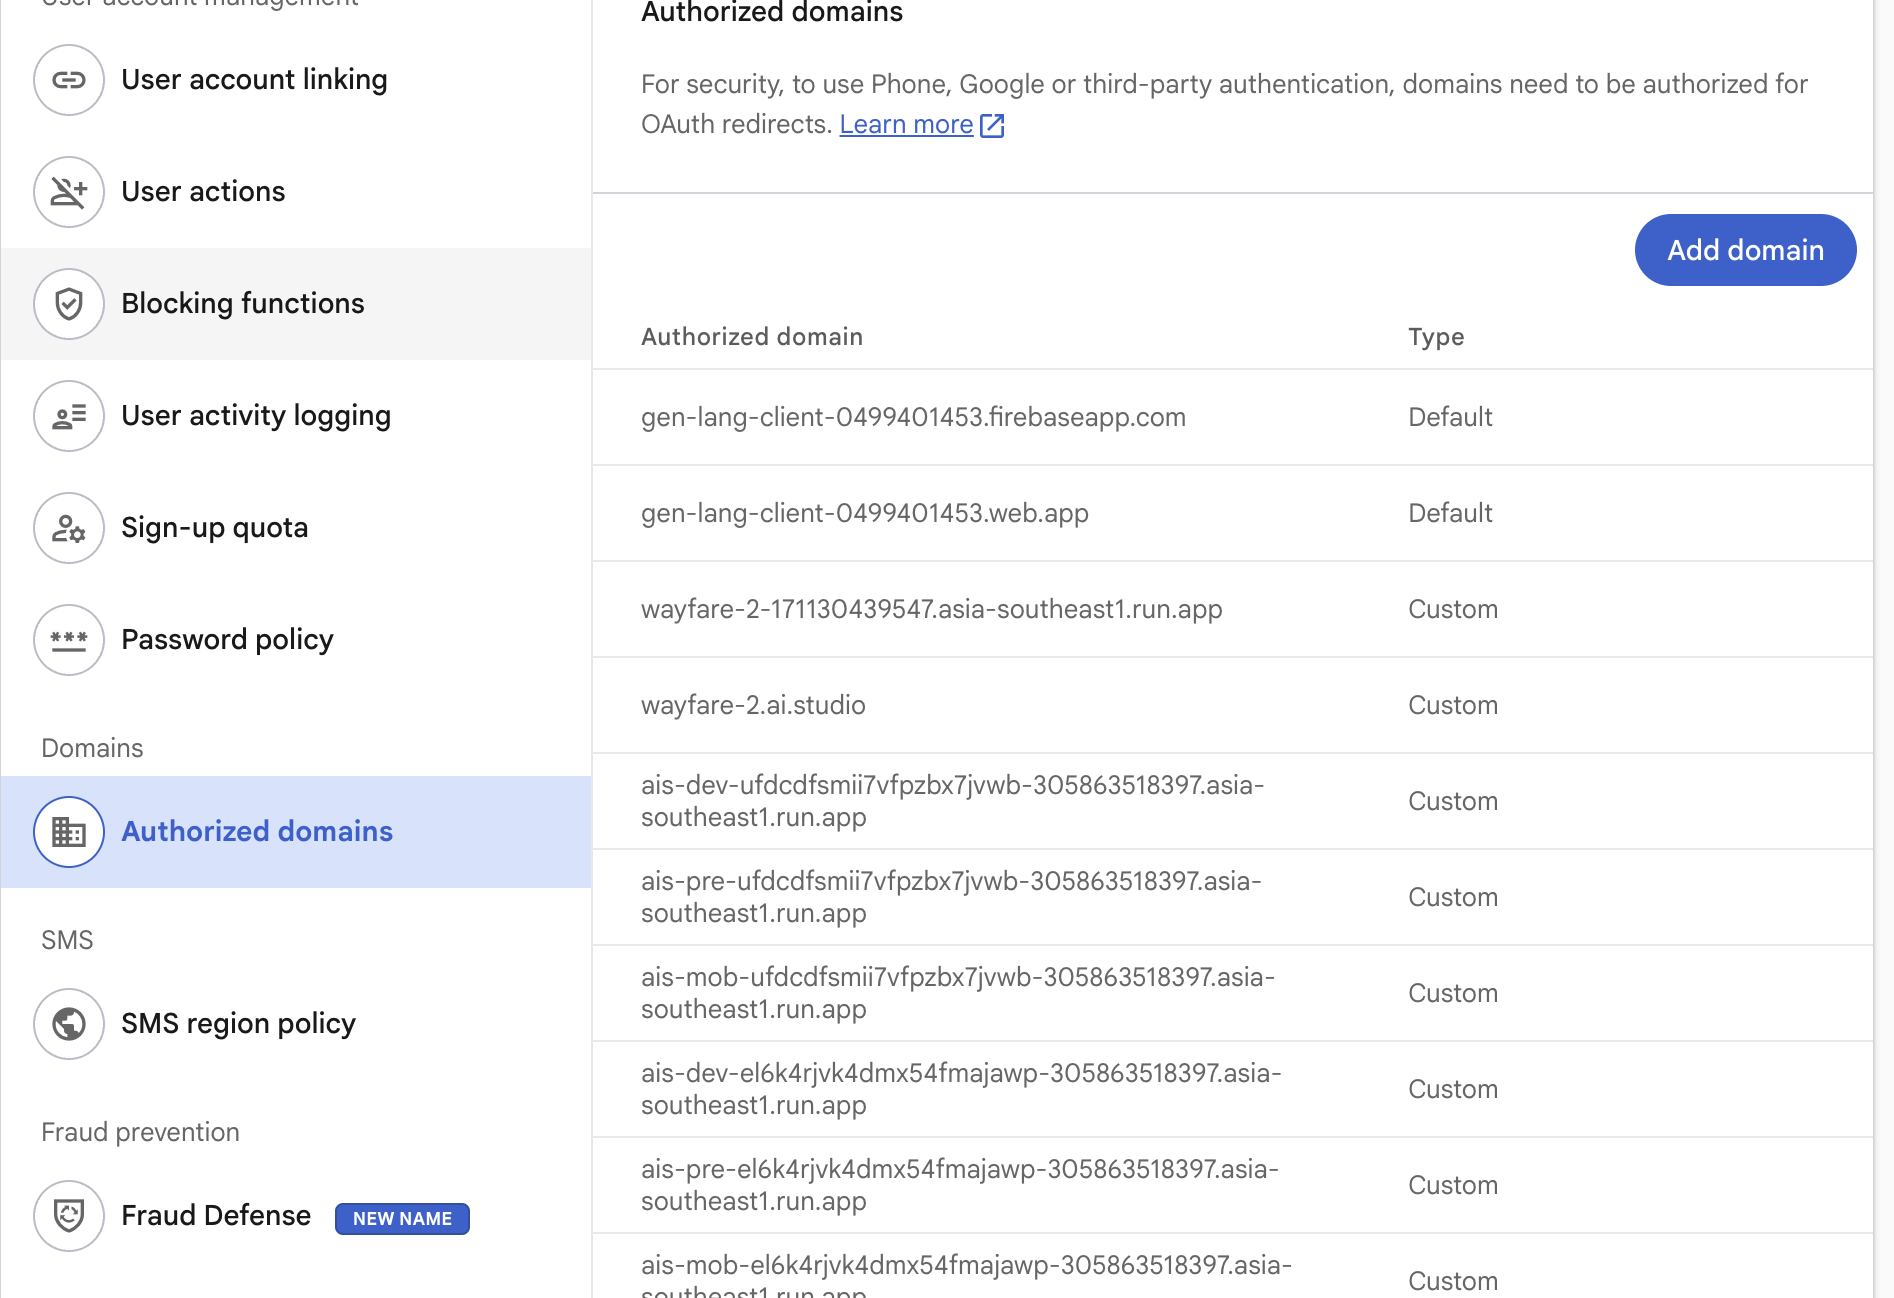 User account management
User account linking
User actions
Blocking functions
User activity logging
Sign-up quota
Password policy
Domains
Authorized domains
SMS
SMS region policy
Fraud prevention
Fraud Defense NEW NAME
Authorized domains
For security, to use Phone, Google or third-party authentication, domains need to be authorized for
OAuth redirects. Learn more
Add domain
Authorized domain Type
gen-lang-client-0499401453.firebaseapp.com Default
gen-lang-client-0499401453.web.app Default
wayfare-2-171130439547.asia-southeast1.run.app Custom
wayfare-2.ai.studio Custom
ais-dev-ufdcdfsmii7vfpzbx7jvwb-305863518397.asia-
southeast1.run.app Custom
ais-pre-ufdcdfsmii7vfpzbx7jvwb-305863518397.asia-
southeast1.run.app Custom
ais-mob-ufdcdfsmii7vfpzbx7jvwb-305863518397.asia-
southeast1.run.app Custom
ais-dev-el6k4rjvk4dmx54fmajawp-305863518397.asia-
southeast1.run.app Custom
ais-pre-el6k4rjvk4dmx54fmajawp-305863518397.asia-
southeast1.run.app Custom
ais-mob-el6k4rjvk4dmx54fmajawp-305863518397.asia-
southeast1.run.app Custom